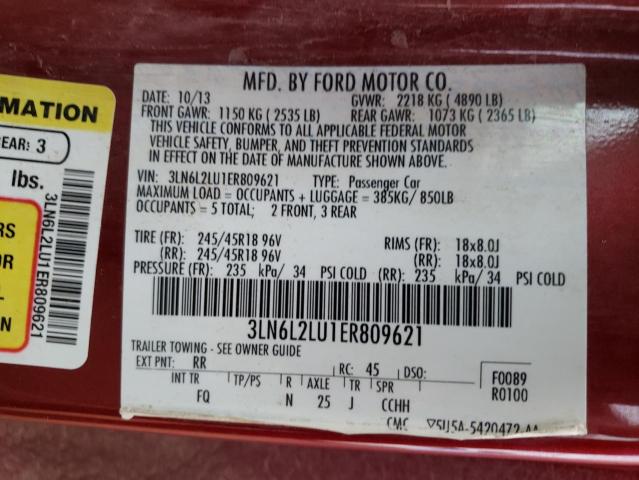 MFD. BY FORD MOTOR CO.
DATE: 10/13 GVWR: 2218 KG ( 4890 LB)
FRONT GAWR: 1150 KG ( 2535 LB) REAR GAWR: 1073 KG ( 2365 LB)
THIS VEHICLE CONFORMS TO ALL APPLICABLE FEDERAL MOTOR
VEHICLE SAFETY, BUMPER, AND THEFT PREVENTION STANDARDS
IN EFFECT ON THE DATE OF MANUFACTURE SHOWN ABOVE.
VIN: 3LN6L2LU1ER809621 TYPE: Passenger Car
MAXIMUM LOAD = OCCUPANTS + LUGGAGE = 385KG/ 850LB
OCCUPANTS = 5 TOTAL; 2 FRONT, 3 REAR
TIRE (FR): 245/45R18 96V RIMS (FR): 18x8.0J
(RR): 245/45R18 96V (RR): 18x8.0J
PRESSURE (FR): 235 kPa/ 34 PSI COLD (RR): 235 kPa/ 34 PSI COLD
3LN6L2LU1ER809621
TRAILER TOWING - SEE OWNER GUIDE
EXT PNT: RR RC: 45 DSO: F0089
INT TR TP/PS R AXLE TR SPR R0100
FQ N 25 J CCHH
CMC 5U5A-5420472-AA
RMATION
REAR: 3
lbs.
RS
OR
L
N
3LN6L2LU1ER809621